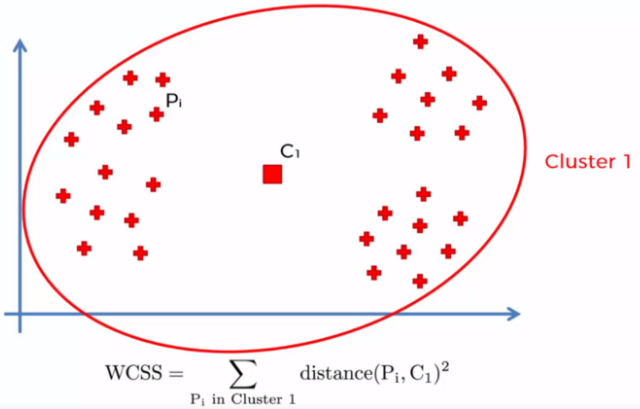 Pᵢ
C₁
Cluster 1
WCSS = ∑ distance(Pᵢ, C₁)²
Pᵢ in Cluster 1